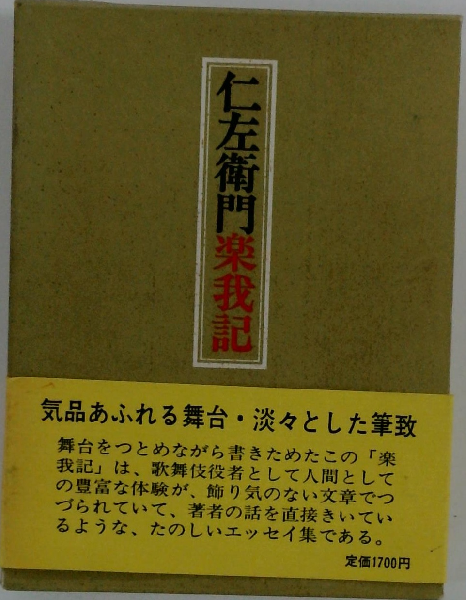 仁左衛門楽我記
気品あふれる舞台・淡々とした筆致
舞台をつとめながら書きためたこの「楽
我記」は、歌舞伎役者として人間として
の豊富な体験が、飾り気のない文章でつ
づられていて、著者の話を直接きいてい
るような、たのしいエッセイ集である。
定価1700円